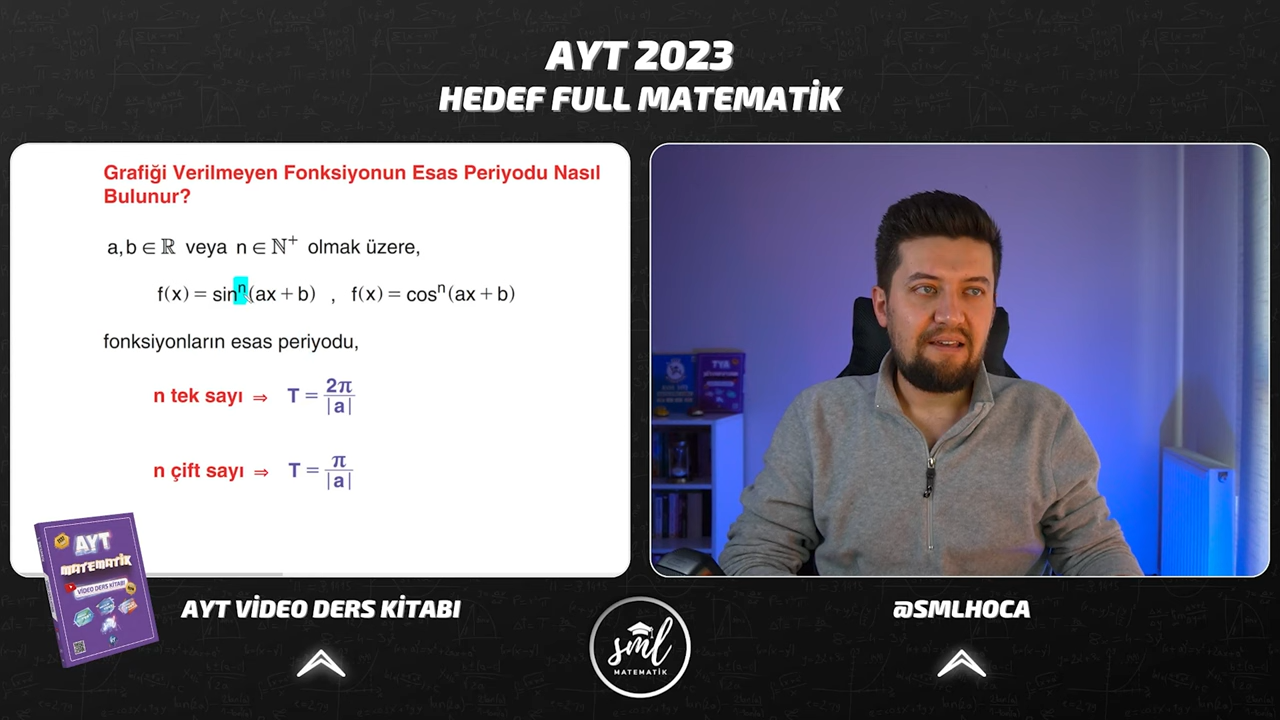 AYT 2023
HEDEF FULL MATEMATİK
Grafiği Verilmeyen Fonksiyonun Esas Periyodu Nasıl
Bulunur?
a, b ∈ ℝ veya n ∈ ℕ⁺ olmak üzere,
f(x) = sinⁿ(ax + b) , f(x) = cosⁿ(ax + b)
fonksiyonların esas periyodu,
n tek sayı ⇒ T = 2π/|a|
n çift sayı ⇒ T = π/|a|
AYT
MATEMATİK
VİDEO DERS KİTABI
AYT VİDEO DERS KİTABI
sml
MATEMATİK
@SMLHOCA